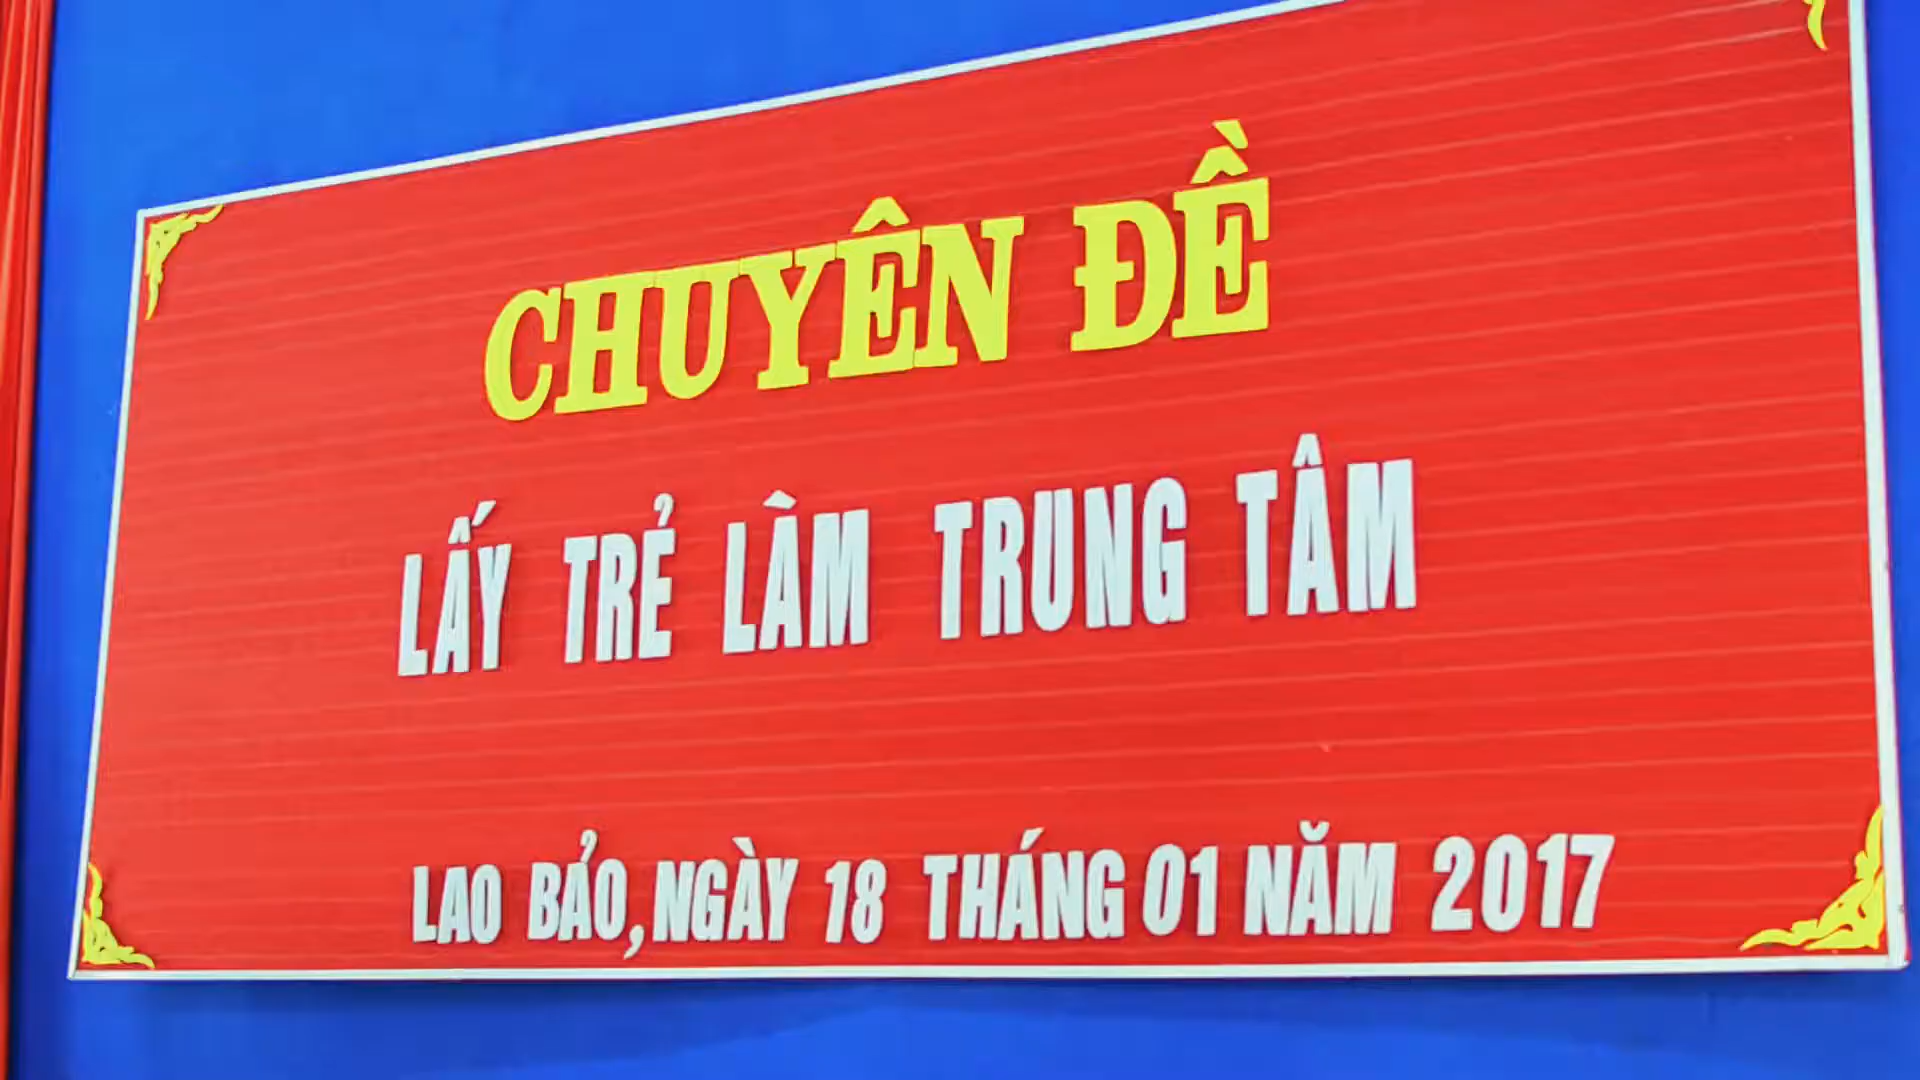 CHUYÊN ĐỀ
LẤY TRẺ LÀM TRUNG TÂM
LAO BẢO, NGÀY 18 THÁNG 01 NĂM 2017